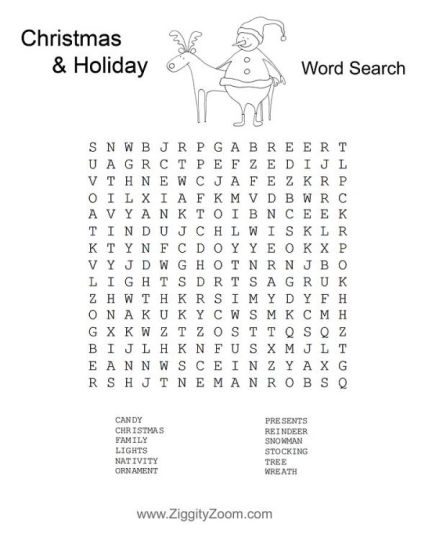 Christmas
& Holiday
Word Search
S N W B J R P G A B R E E R T
U A G R C T P E F Z E D I J L
V T H N E W C J A F E Z K R P
O I L X I A F K M V D B W R C
A V Y A N K T O I B N C E E K
T I N D U J C H L W I S K L R
K T Y N F C D O Y Y E O K X P
V Y J D W G H O T N R N J B O
L I G H T S D R T S A G R U K
Z H W T H K R S I M Y D Y F H
O N A K U K Y C W S M K C M H
G X K W Z T Z O S T T Q S Q Z
B I J L H K N F U S X M J L T
E A N N W S C E I N Z Y A X G
R S H J T N E M A N R O B S Q
CANDY
CHRISTMAS
FAMILY
LIGHTS
NATIVITY
ORNAMENT
PRESENTS
REINDEER
SNOWMAN
STOCKING
TREE
WREATH
www.ZiggityZoom.com